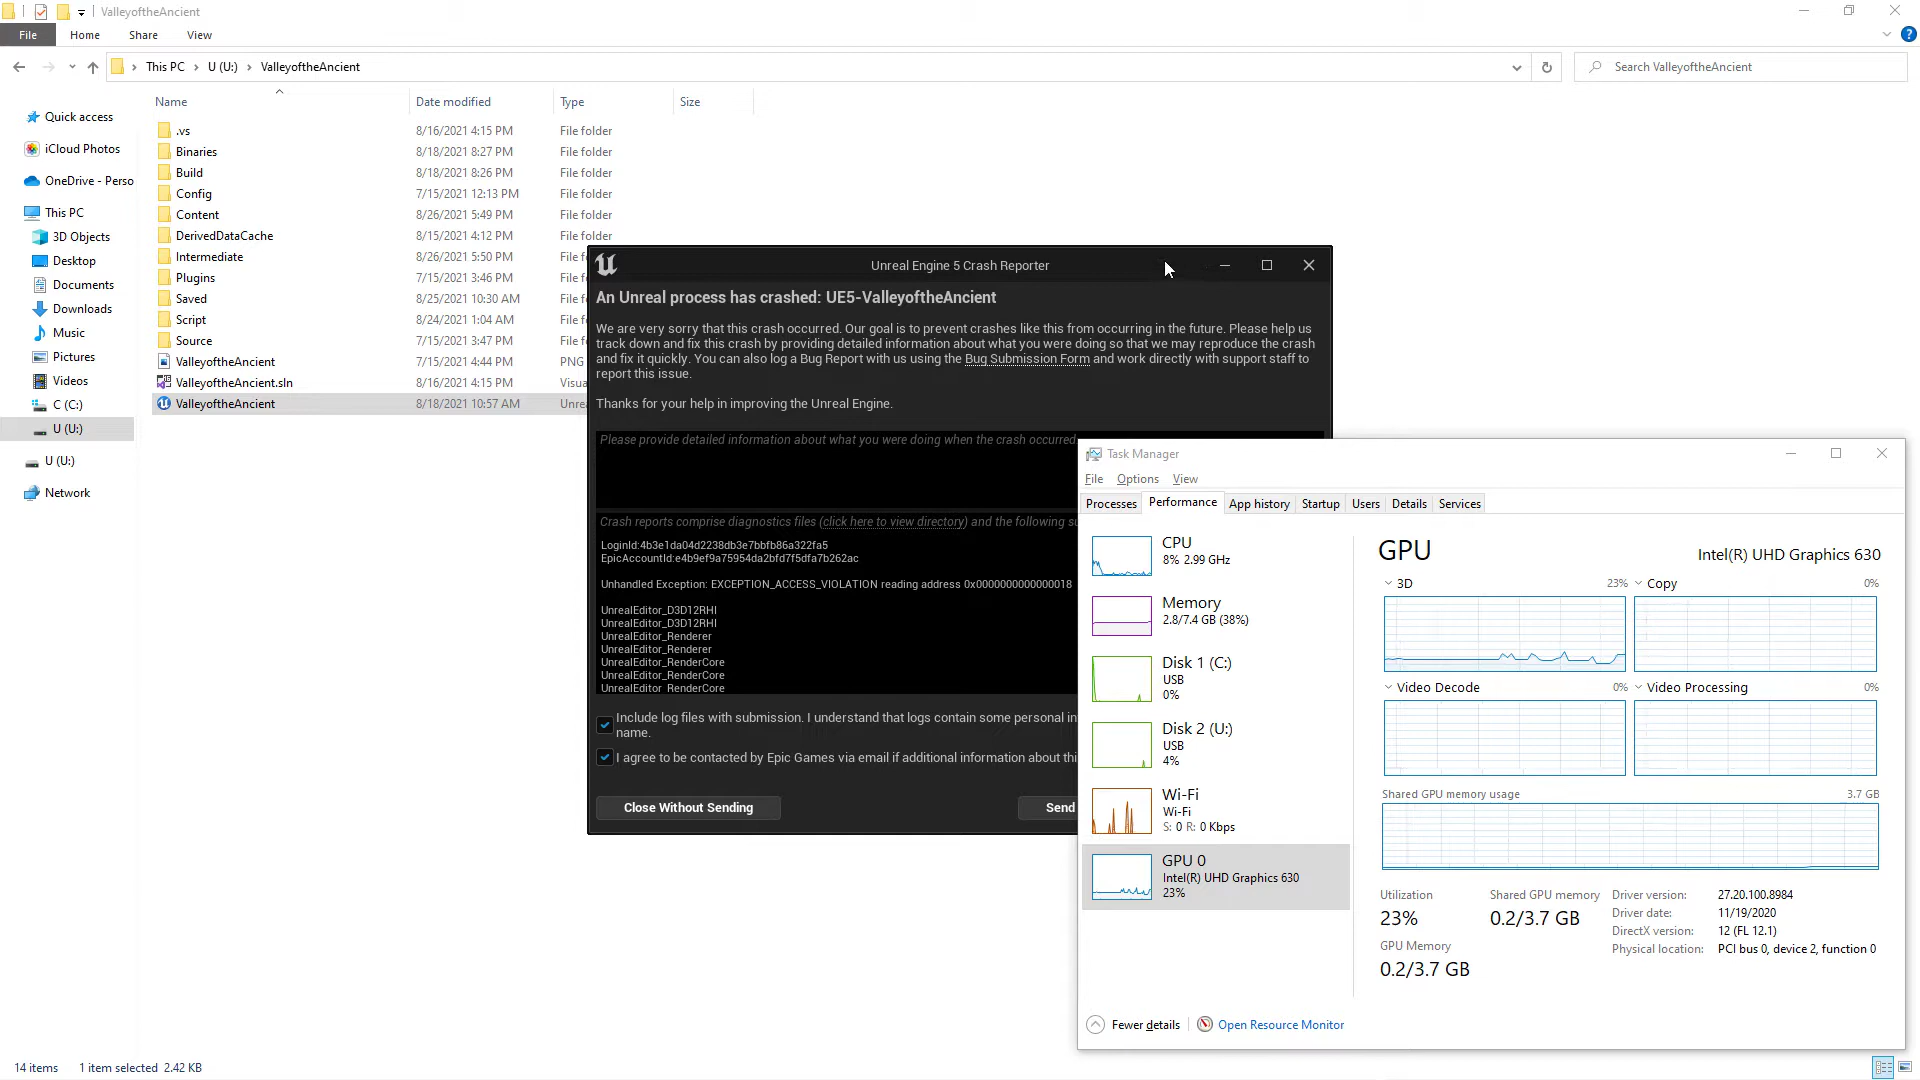 ValleyoftheAncient
File
Home
Share
View
This PC
U (U:)
ValleyoftheAncient
Search ValleyoftheAncient
Name
Date modified
Type
Size
Quick access
iCloud Photos
OneDrive - Perso
This PC
3D Objects
Desktop
Documents
Downloads
Music
Pictures
Videos
C (C:)
U (U:)
U (U:)
Network
.vs 8/16/2021 4:15 PM File folder
Binaries 8/18/2021 8:27 PM File folder
Build 8/18/2021 8:26 PM File folder
Config 7/15/2021 12:13 PM File folder
Content 8/26/2021 5:49 PM File folder
DerivedDataCache 8/15/2021 4:12 PM File folder
Intermediate 8/26/2021 5:50 PM File f
Plugins 7/15/2021 3:46 PM File f
Saved 8/25/2021 10:30 AM File f
Script 8/24/2021 1:04 AM File f
Source 7/15/2021 3:47 PM File f
ValleyoftheAncient 7/15/2021 4:44 PM PNG
ValleyoftheAncient.sln 8/16/2021 4:15 PM Visua
ValleyoftheAncient 8/18/2021 10:57 AM Unre
Unreal Engine 5 Crash Reporter
An Unreal process has crashed: UE5-ValleyoftheAncient
We are very sorry that this crash occurred. Our goal is to prevent crashes like this from occurring in the future. Please help us
track down and fix this crash by providing detailed information about what you were doing so that we may reproduce the crash
and fix it quickly. You can also log a Bug Report with us using the Bug Submission Form and work directly with support staff to
report this issue.
Thanks for your help in improving the Unreal Engine.
Please provide detailed information about what you were doing when the crash occurred.
Crash reports comprise diagnostics files (click here to view directory) and the following su
LoginId:4b3e1da04d2238db3e7bbfb86a322fa5
EpicAccountId:e4b9ef9a75954da2bfd7f5dfa7b262ac
Unhandled Exception: EXCEPTION_ACCESS_VIOLATION reading address 0x0000000000000018
UnrealEditor_D3D12RHI
UnrealEditor_D3D12RHI
UnrealEditor_Renderer
UnrealEditor_Renderer
UnrealEditor_RenderCore
UnrealEditor_RenderCore
UnrealEditor_RenderCore
Include log files with submission. I understand that logs contain some personal in
name.
I agree to be contacted by Epic Games via email if additional information about thi
Close Without Sending
Send
Task Manager
File Options View
Processes Performance App history Startup Users Details Services
CPU
8% 2.99 GHz
Memory
2.8/7.4 GB (38%)
Disk 1 (C:)
USB
0%
Disk 2 (U:)
USB
4%
Wi-Fi
Wi-Fi
S: 0 R: 0 Kbps
GPU 0
Intel(R) UHD Graphics 630
23%
GPU
Intel(R) UHD Graphics 630
3D 23%
Copy 0%
Video Decode 0%
Video Processing 0%
Shared GPU memory usage 3.7 GB
Utilization
23%
Shared GPU memory
0.2/3.7 GB
GPU Memory
0.2/3.7 GB
Driver version: 27.20.100.8984
Driver date: 11/19/2020
DirectX version: 12 (FL 12.1)
Physical location: PCI bus 0, device 2, function 0
Fewer details
Open Resource Monitor
14 items
1 item selected 2.42 KB